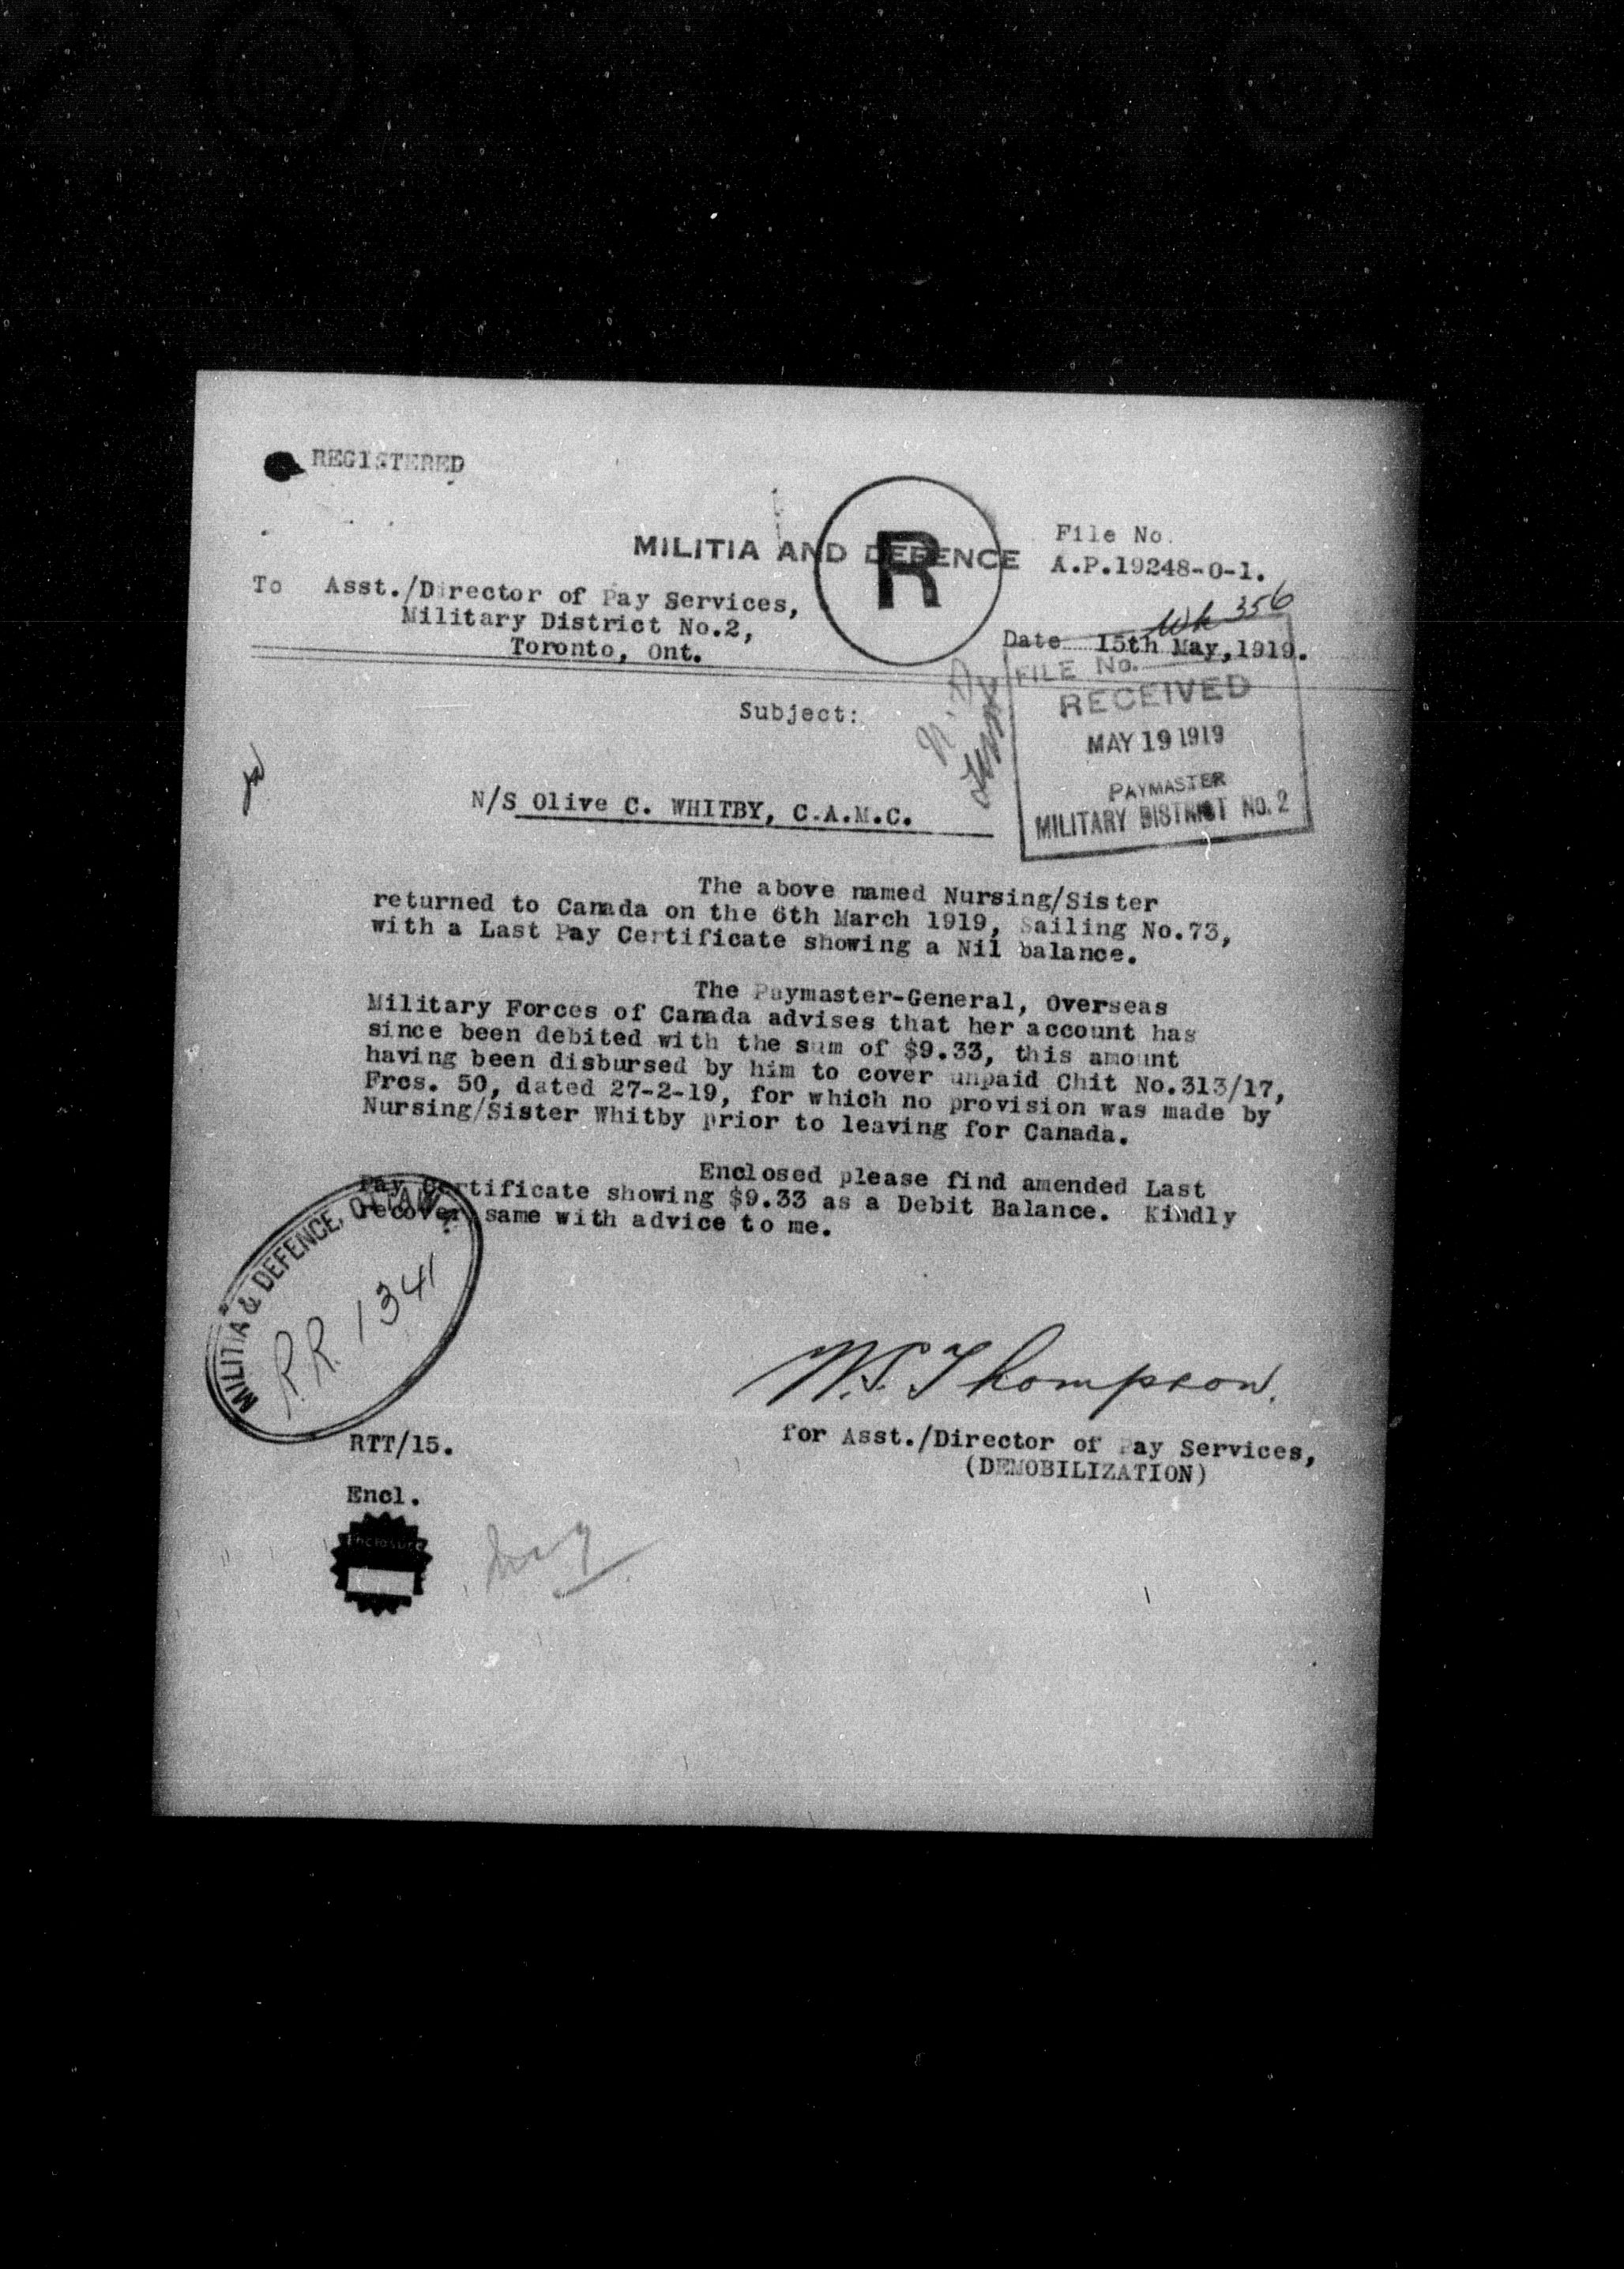 REGISTERED
MILITIA AND DEFENCE
R
File No.
A.P.19248-0-1.
To Asst./Director of Pay Services,
Military District No.2,
Toronto, Ont.
Wh 356
Date 15th May, 1919.
FILE No.
RECEIVED
MAY 19 1919
PAYMASTER
MILITARY DISTRICT NO. 2
Subject:
N/S Olive C. WHITBY, C.A.M.C.
The above named Nursing/Sister
returned to Canada on the 6th March 1919, Sailing No.73,
with a Last Pay Certificate showing a Nil balance.
The Paymaster-General, Overseas
Military Forces of Canada advises that her account has
since been debited with the sum of $9.33, this amount
having been disbursed by him to cover unpaid Chit No.313/17,
Frcs. 50, dated 27-2-19, for which no provision was made by
Nursing/Sister Whitby prior to leaving for Canada.
Enclosed please find amended Last
Pay Certificate showing $9.33 as a Debit Balance. Kindly
recover same with advice to me.
MILITIA & DEFENCE, OTTAWA
R.R. 1341
W.S. Thompson.
for Asst./Director of Pay Services,
(DEMOBILIZATION)
RTT/15.
Encl.
Enclosure